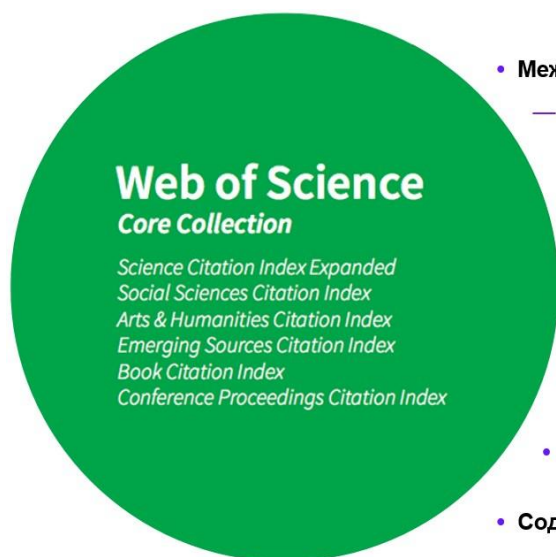 • Меж
—
Web of Science
Core Collection
Science Citation Index Expanded
Social Sciences Citation Index
Arts & Humanities Citation Index
Emerging Sources Citation Index
Book Citation Index
Conference Proceedings Citation Index
•
• Сод